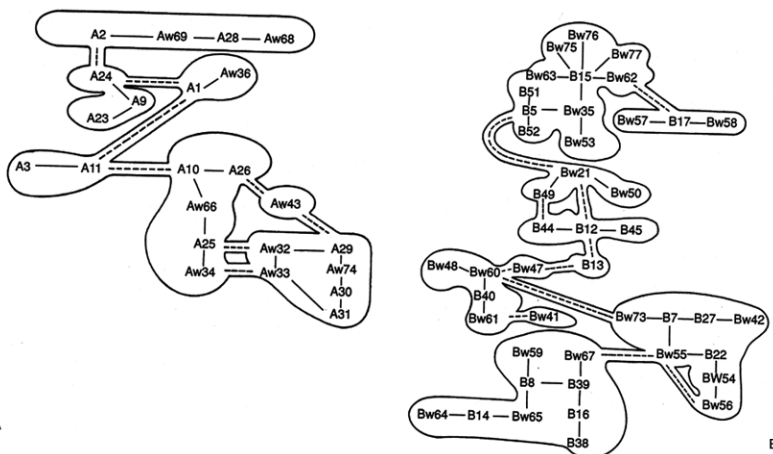 A2 Aw69 A28 Aw68
A24 A1 Aw36
A9
A23
A3 A11 A10 A26
Aw43
Aw66
A25 Aw32 A29
Aw34 Aw33 Aw74
A30
A31
Bw76
Bw75 Bw77
Bw63 B15 Bw62
B51
B5 Bw35
B52
Bw53
Bw57 B17 Bw58
Bw21
B49 Bw50
B44 B12 B45
B13
Bw48 Bw60 Bw47
B40
Bw61 Bw41
Bw73 B7 B27 Bw42
Bw59 Bw67 Bw55 B22
B8 B39 BW54
Bw64 B14 Bw65 B16 Bw56
B38